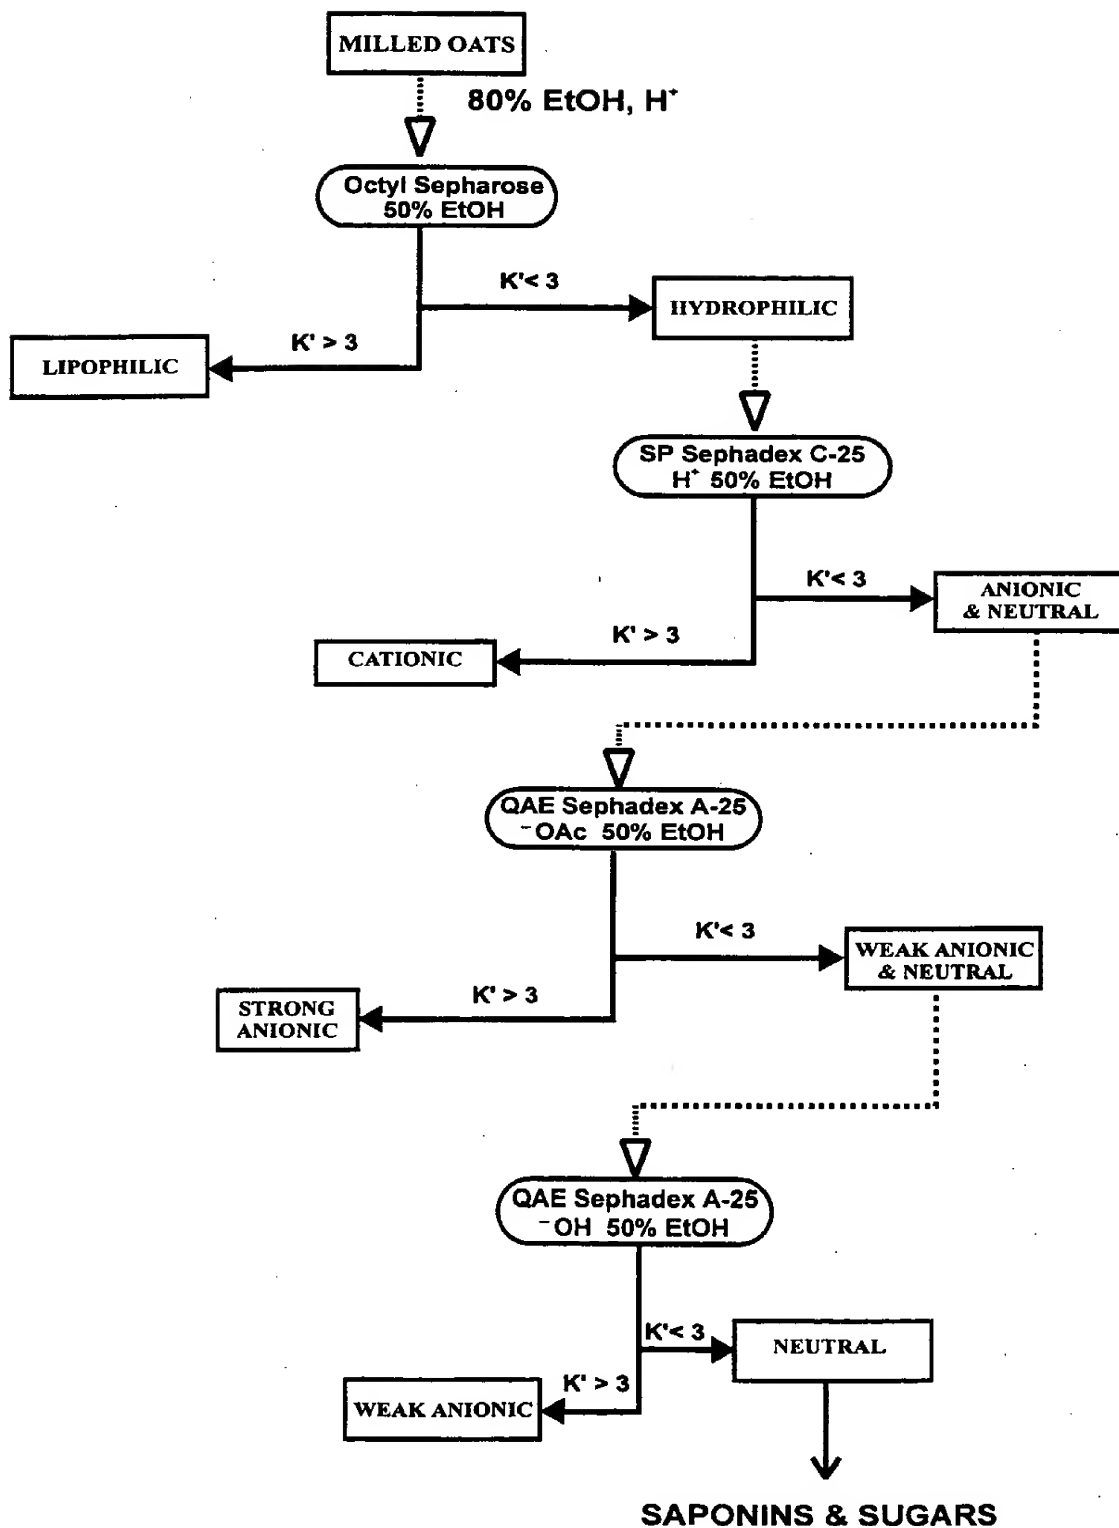 MILLED OATS
80% EtOH, H⁺
Octyl Sepharose
50% EtOH
K'< 3
HYDROPHILIC
K' > 3
LIPOPHILIC
SP Sephadex C-25
H⁺ 50% EtOH
K'< 3
ANIONIC
& NEUTRAL
K' > 3
CATIONIC
QAE Sephadex A-25
⁻OAc 50% EtOH
K'< 3
WEAK ANIONIC
& NEUTRAL
K' > 3
STRONG
ANIONIC
QAE Sephadex A-25
⁻OH 50% EtOH
K'< 3
NEUTRAL
K' > 3
WEAK ANIONIC
SAPONINS & SUGARS